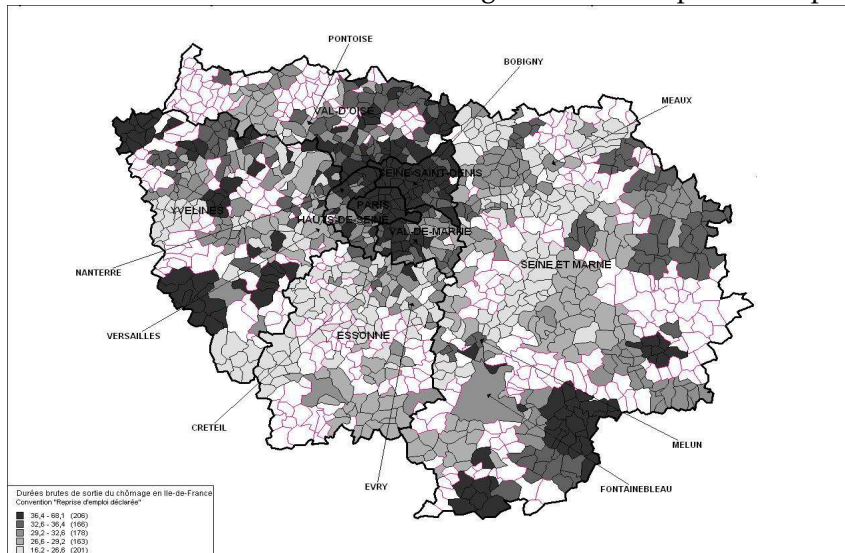 PONTOISE
BOBIGNY
MEAUX
VAL-D'OISE
SEINE-SAINT-DENIS
PARIS
YVELINES
HAUTS-DE-SEINE
VAL-DE-MARNE
NANTERRE
SEINE ET MARNE
VERSAILLES
ESSONNE
CRETEIL
MELUN
EVRY
FONTAINEBLEAU
Durées brutes de sortie du chômage en Ile-de-France
Convention "Reprise d'emploi déclarée"
36,4 - 68,1 (206)
32,6 - 36,4 (166)
29,2 - 32,6 (178)
26,6 - 29,2 (163)
16,2 - 26,6 (201)